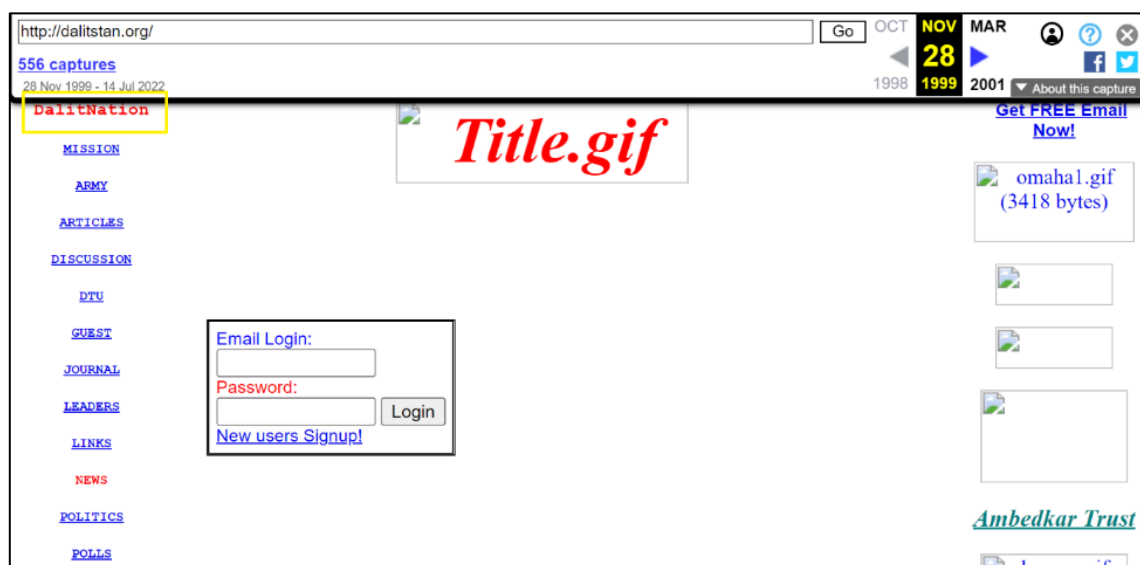 http://dalitstan.org/
Go
OCT NOV MAR
28
1998 1999 2001
556 captures
28 Nov 1999 - 14 Jul 2022
f
▼ About this capture
DalitNation
MISSION
ARMY
ARTICLES
DISCUSSION
DTU
GUEST
JOURNAL
LEADERS
LINKS
NEWS
POLITICS
POLLS
Title.gif
Email Login:
Password:
Login
New users Signup!
Get FREE Email
Now!
omaha1.gif
(3418 bytes)
Ambedkar Trust